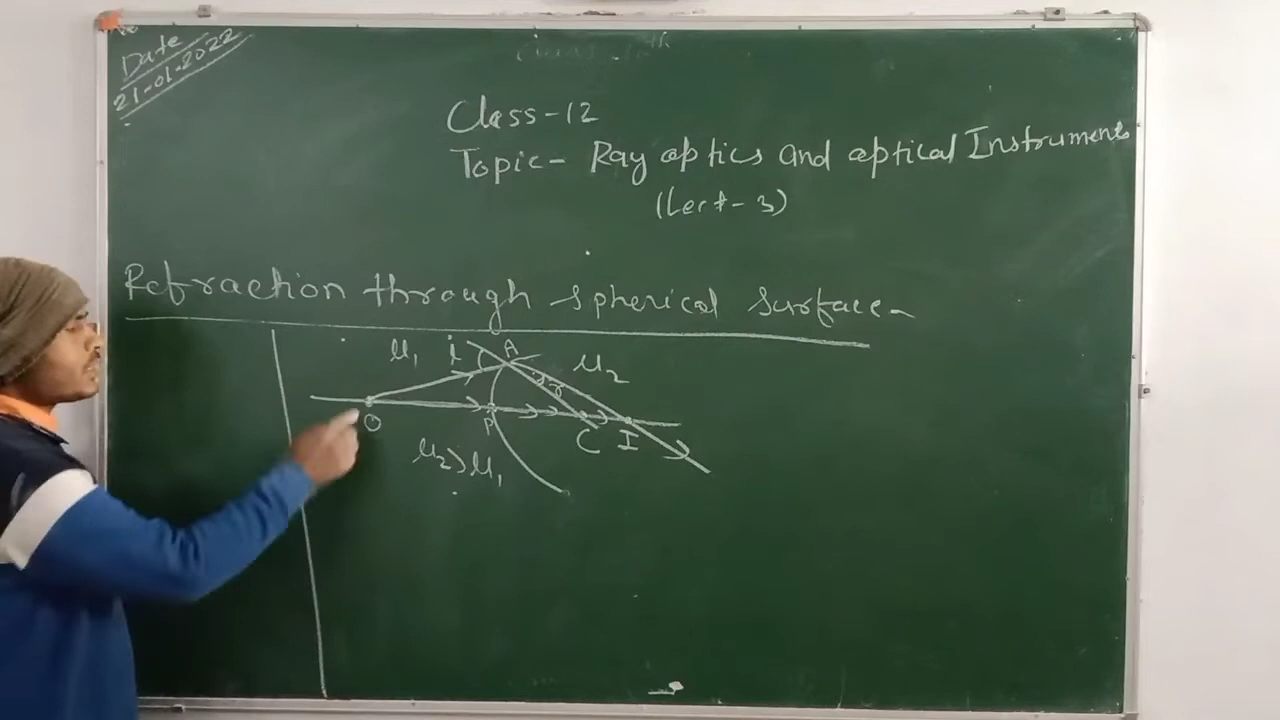 Date
21-01-2022
Class-12
Topic- Ray optics and optical Instruments
(Lect-3)
Refraction through spherical surface-
μ₁ i A μ₂
r
O P C I
μ₂>μ₁